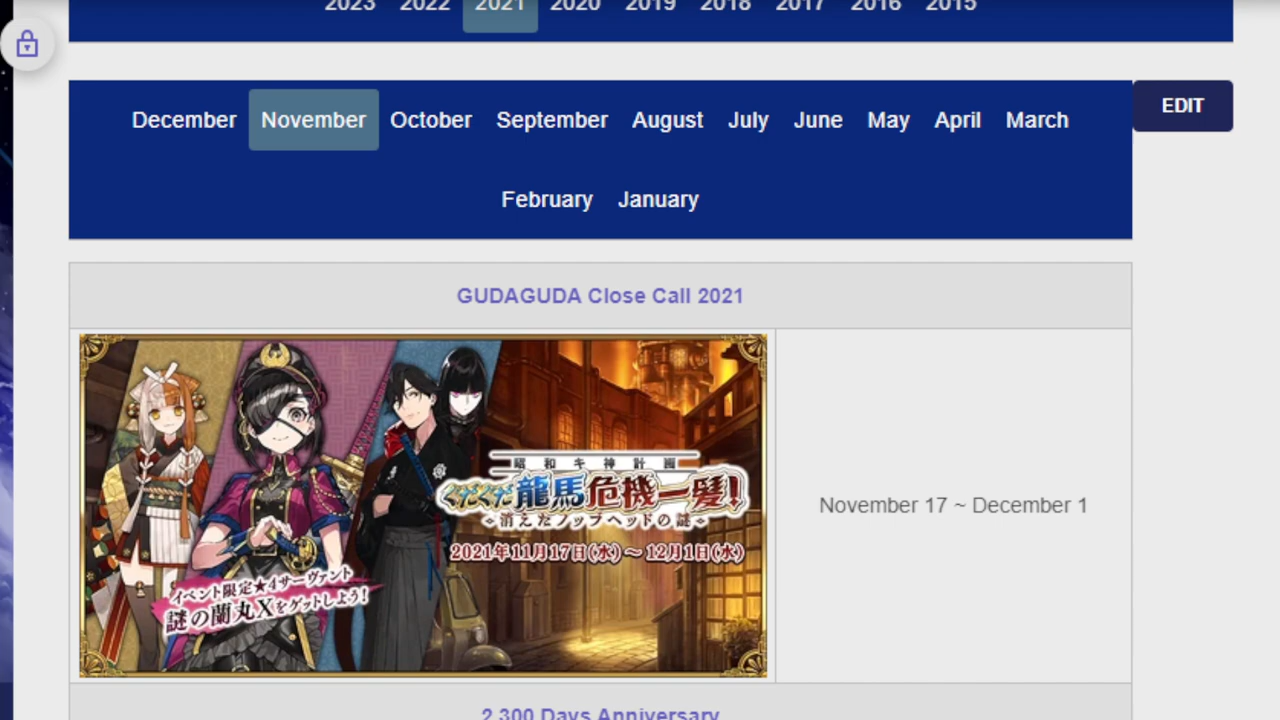 2023 2022 2021 2020 2019 2018 2017 2016 2015
EDIT
December November October September August July June May April March
February January
GUDAGUDA Close Call 2021
昭和キ神計画
ぐだぐだ龍馬危機一髪!
消えたノッブヘッドの謎
2021年11月17日(水)~12月1日(水)
イベント限定★4サーヴァント
謎の蘭丸Xをゲットしよう!
November 17 ~ December 1
2,300 Days Anniversary